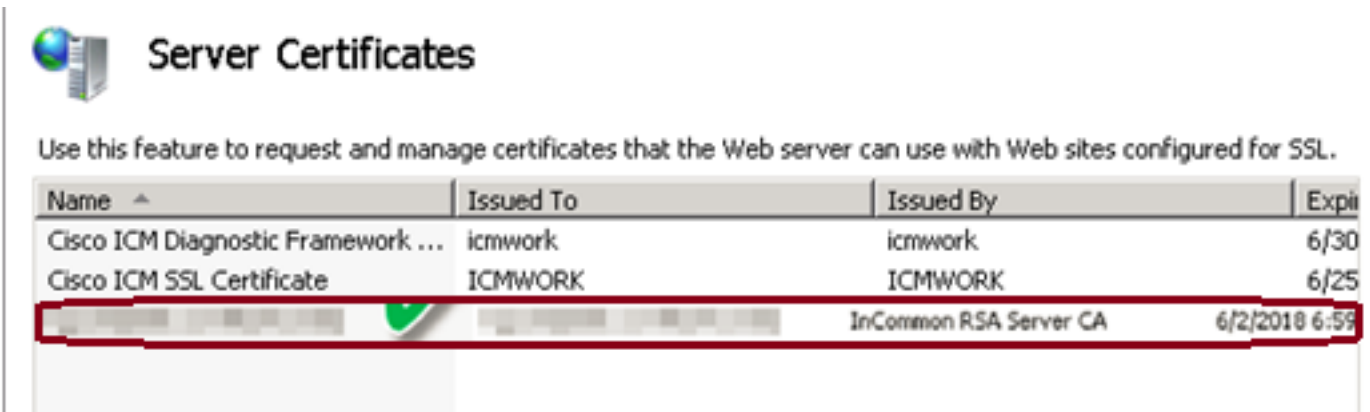 Server Certificates
Use this feature to request and manage certificates that the Web server can use with Web sites configured for SSL.
Name Issued To Issued By Expir
Cisco ICM Diagnostic Framework ... icmwork icmwork 6/30
Cisco ICM SSL Certificate ICMWORK ICMWORK 6/25
InCommon RSA Server CA 6/2/2018 6:59